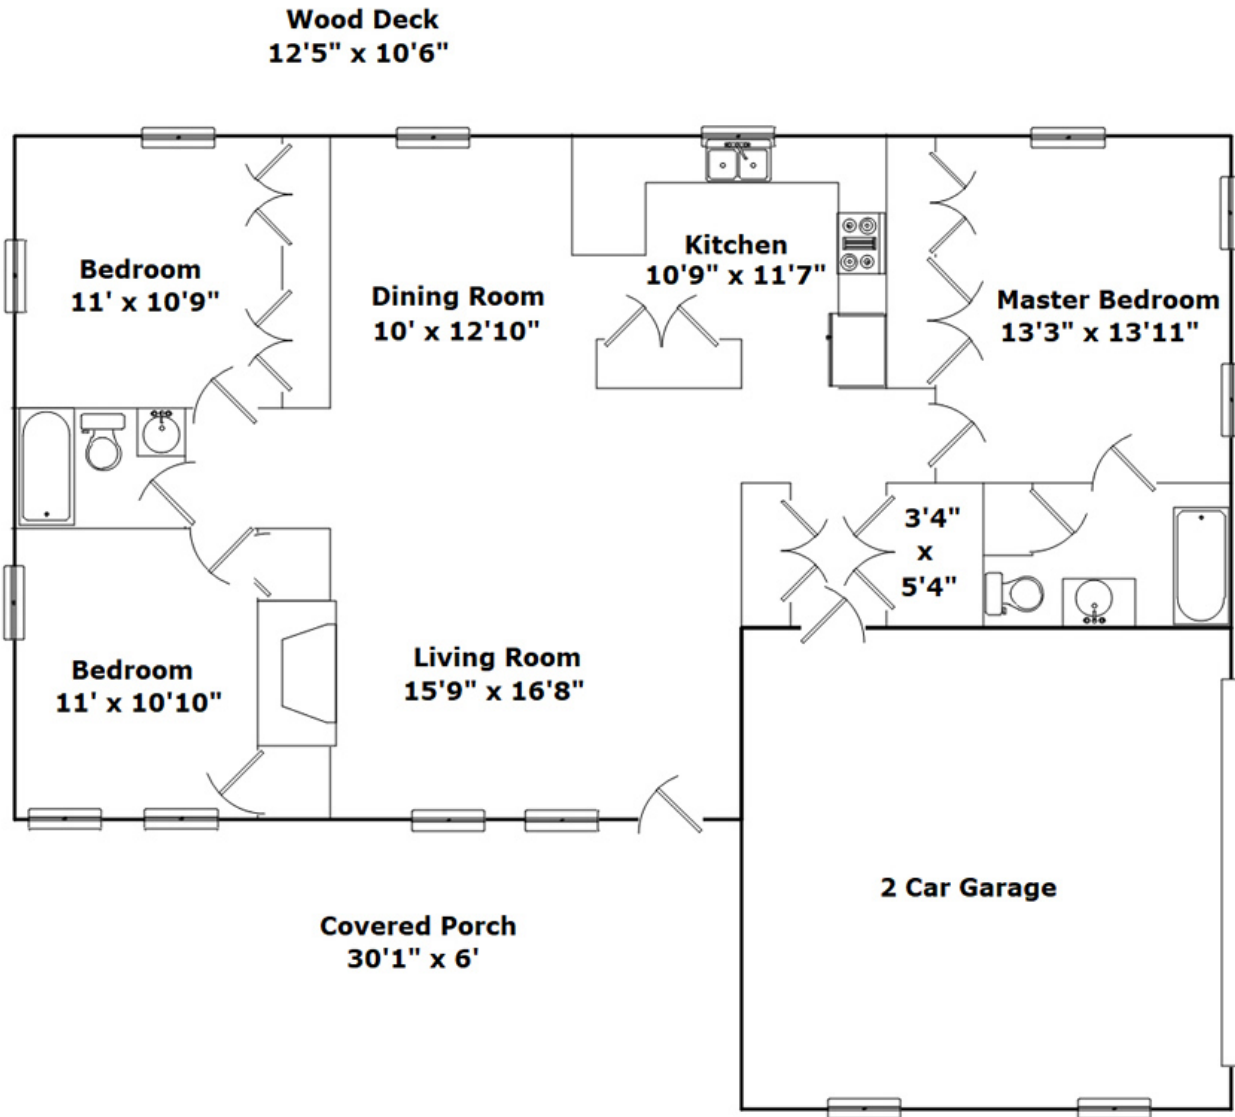 Wood Deck
12'5" x 10'6"
Bedroom
11' x 10'9"
Dining Room
10' x 12'10"
Kitchen
10'9" x 11'7"
Master Bedroom
13'3" x 13'11"
3'4"
x
5'4"
Bedroom
11' x 10'10"
Living Room
15'9" x 16'8"
2 Car Garage
Covered Porch
30'1" x 6'